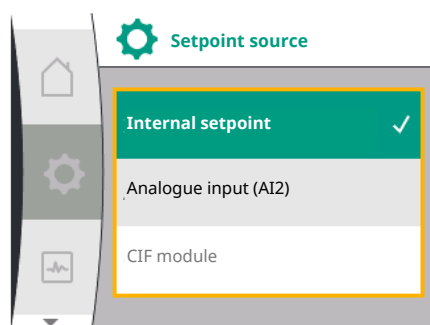 Setpoint source
Internal setpoint
Analogue input (AI2)
CIF module